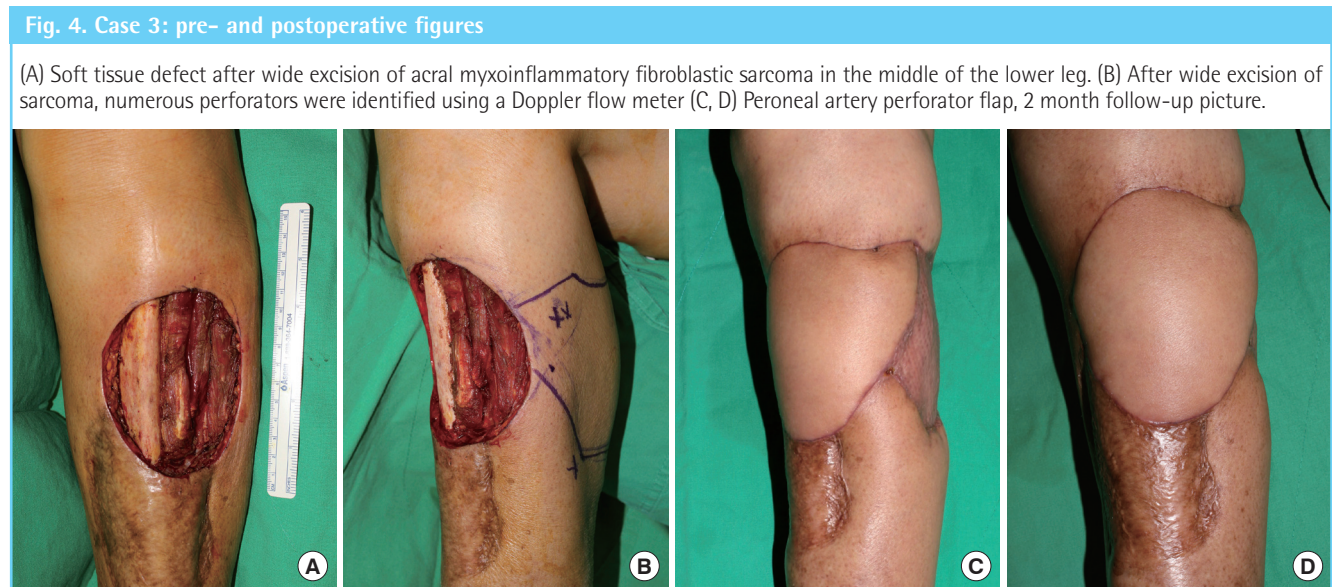 Fig. 4. Case 3: pre- and postoperative figures
(A) Soft tissue defect after wide excision of acral myxoinflammatory fibroblastic sarcoma in the middle of the lower leg. (B) After wide excision of
sarcoma, numerous perforators were identified using a Doppler flow meter (C, D) Peroneal artery perforator flap, 2 month follow-up picture.
A
B
C
D